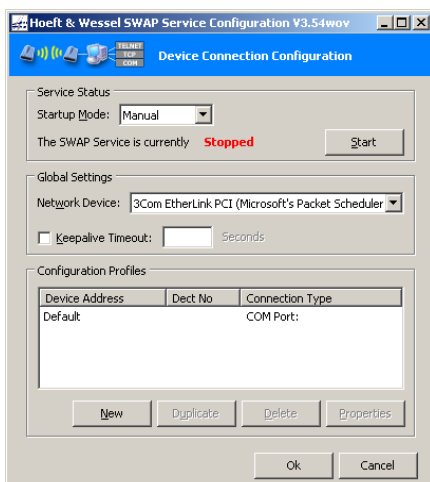 Hoeft & Wessel SWAP Service Configuration V3.54wov
TELNET
TCP
COM
Device Connection Configuration
Service Status
Startup Mode: Manual
The SWAP Service is currently Stopped Start
Global Settings
Network Device: 3Com EtherLink PCI (Microsoft's Packet Scheduler
Keepalive Timeout: Seconds
Configuration Profiles
Device Address Dect No Connection Type
Default COM Port:
New Duplicate Delete Properties
Ok Cancel